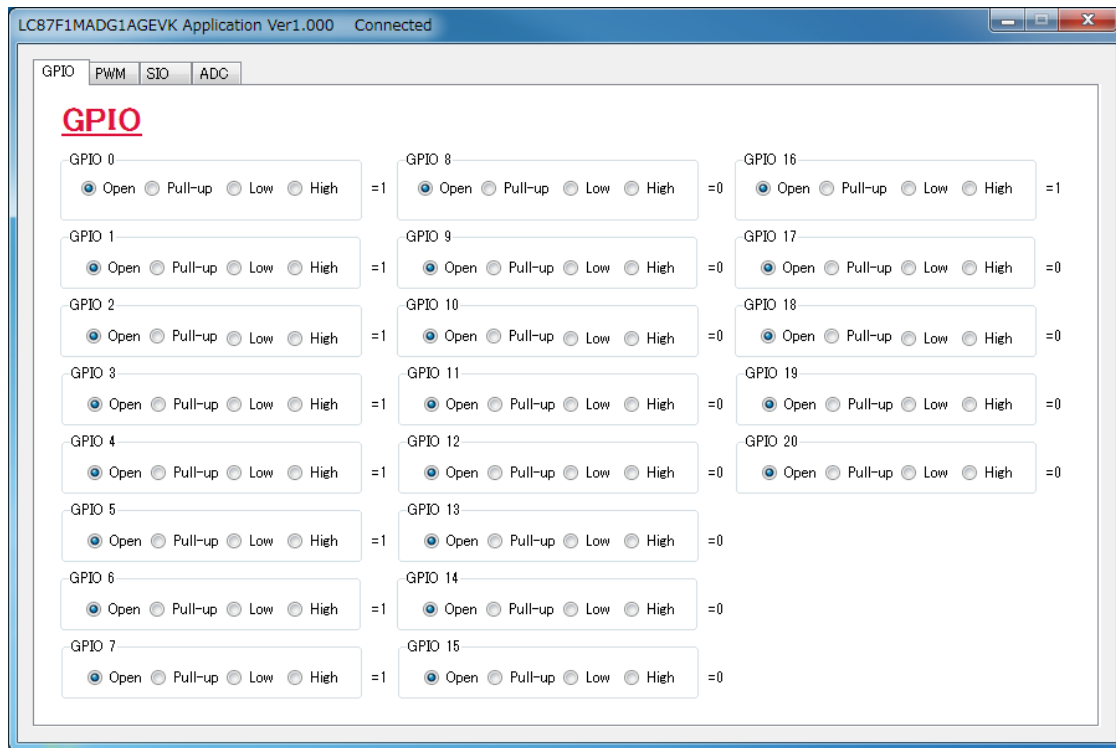 LC87F1MADG1AGEVK Application Ver1.000 Connected
GPIO PWM SIO ADC
GPIO
GPIO 0 GPIO 8 GPIO 16
Open Pull-up Low High =1 Open Pull-up Low High =0 Open Pull-up Low High =1
GPIO 1 GPIO 9 GPIO 17
Open Pull-up Low High =1 Open Pull-up Low High =0 Open Pull-up Low High =0
GPIO 2 GPIO 10 GPIO 18
Open Pull-up Low High =1 Open Pull-up Low High =0 Open Pull-up Low High =0
GPIO 3 GPIO 11 GPIO 19
Open Pull-up Low High =1 Open Pull-up Low High =0 Open Pull-up Low High =0
GPIO 4 GPIO 12 GPIO 20
Open Pull-up Low High =1 Open Pull-up Low High =0 Open Pull-up Low High =0
GPIO 5 GPIO 13
Open Pull-up Low High =1 Open Pull-up Low High =0
GPIO 6 GPIO 14
Open Pull-up Low High =1 Open Pull-up Low High =0
GPIO 7 GPIO 15
Open Pull-up Low High =1 Open Pull-up Low High =0